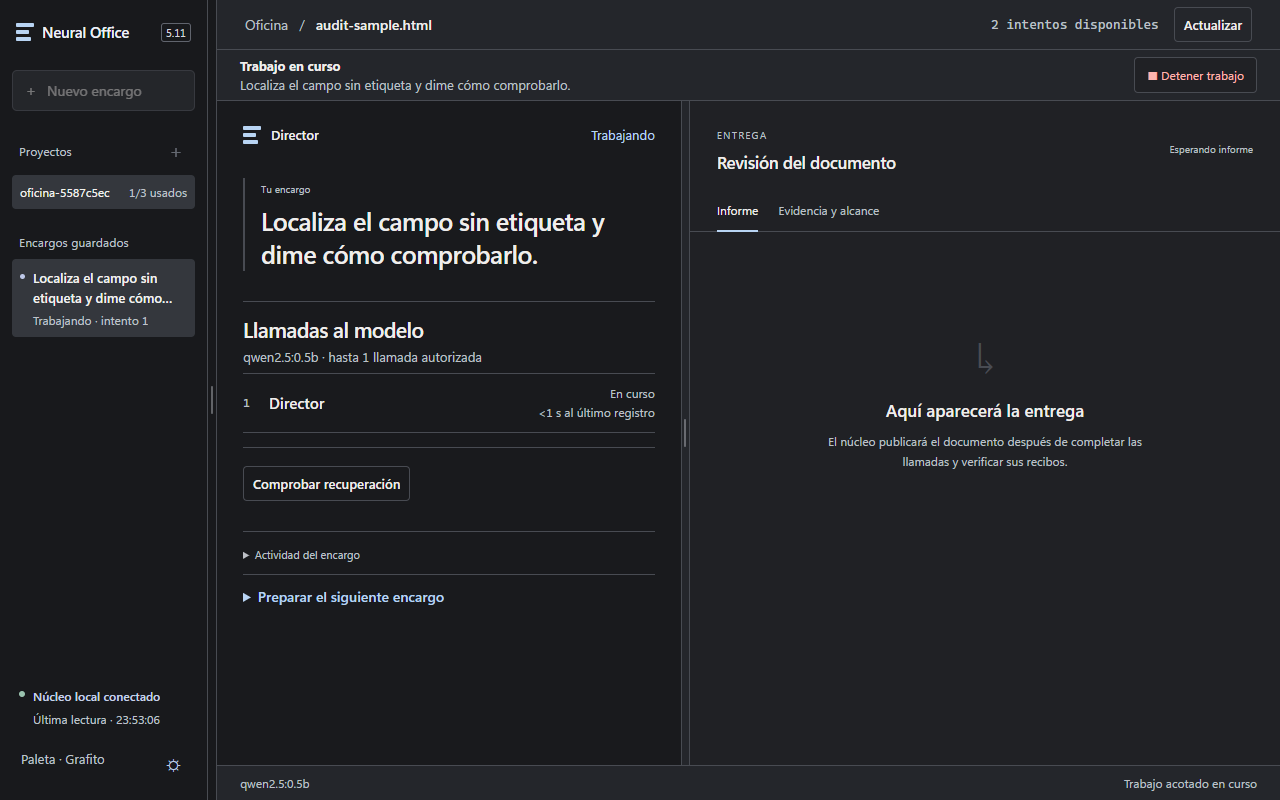 Neural Office
5.11
+ Nuevo encargo
Proyectos +
oficina-5587c5ec 1/3 usados
Encargos guardados
Localiza el campo sin
etiqueta y dime cómo...
Trabajando · intento 1
Núcleo local conectado
Última lectura · 23:53:06
Paleta · Grafito
Oficina / audit-sample.html
2 intentos disponibles
Actualizar
Trabajo en curso
Localiza el campo sin etiqueta y dime cómo comprobarlo.
Detener trabajo
Director
Trabajando
Tu encargo
Localiza el campo sin etiqueta y
dime cómo comprobarlo.
Llamadas al modelo
qwen2.5:0.5b · hasta 1 llamada autorizada
1 Director
En curso
<1 s al último registro
Comprobar recuperación
Actividad del encargo
Preparar el siguiente encargo
ENTREGA
Revisión del documento
Esperando informe
Informe
Evidencia y alcance
Aquí aparecerá la entrega
El núcleo publicará el documento después de completar las
llamadas y verificar sus recibos.
qwen2.5:0.5b
Trabajo acotado en curso